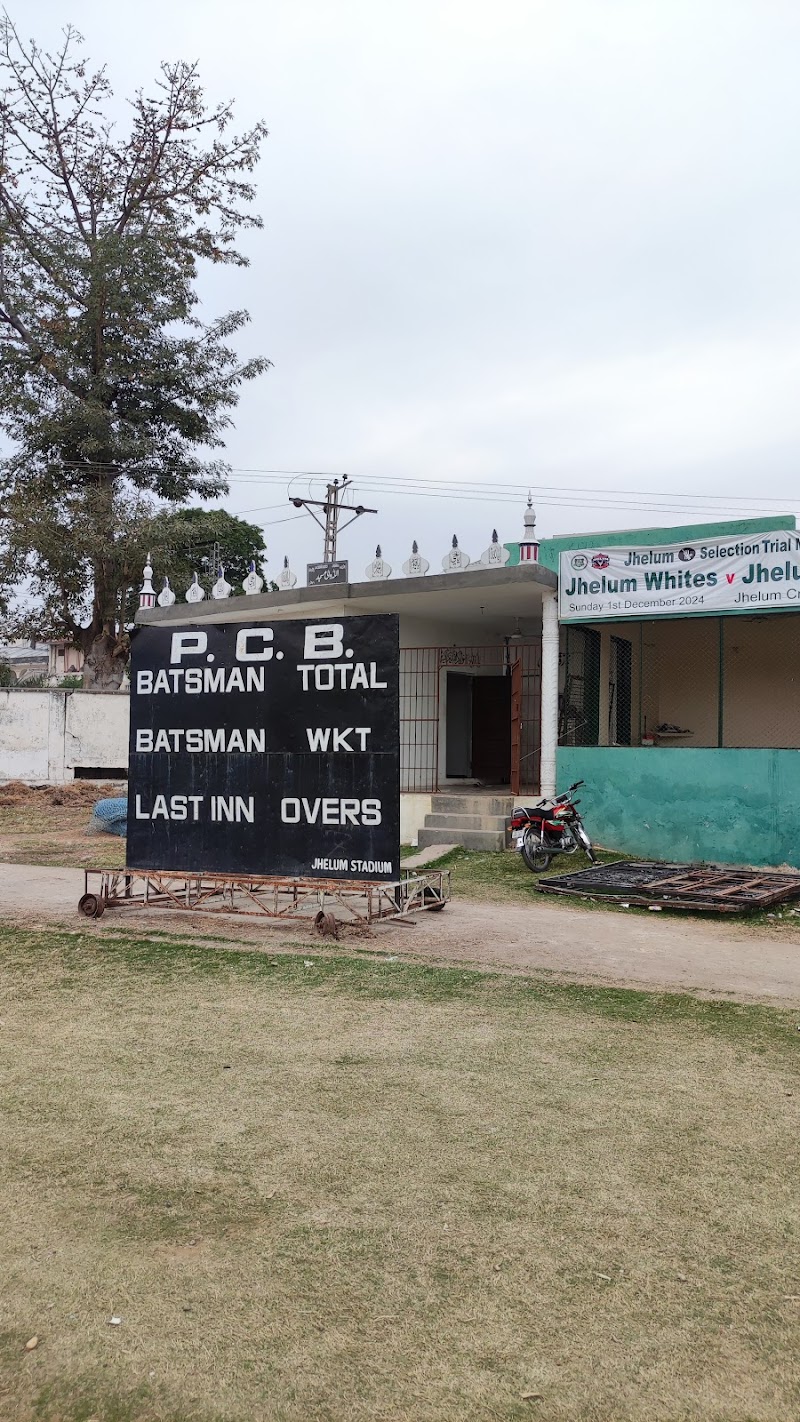 P. C. B.
BATSMAN TOTAL
BATSMAN WKT
LAST INN OVERS
JHELUM STADIUM
Jhelum Selection Trial
Jhelum Whites v Jhelu
Sunday 1st December 2024 Jhelum Cr